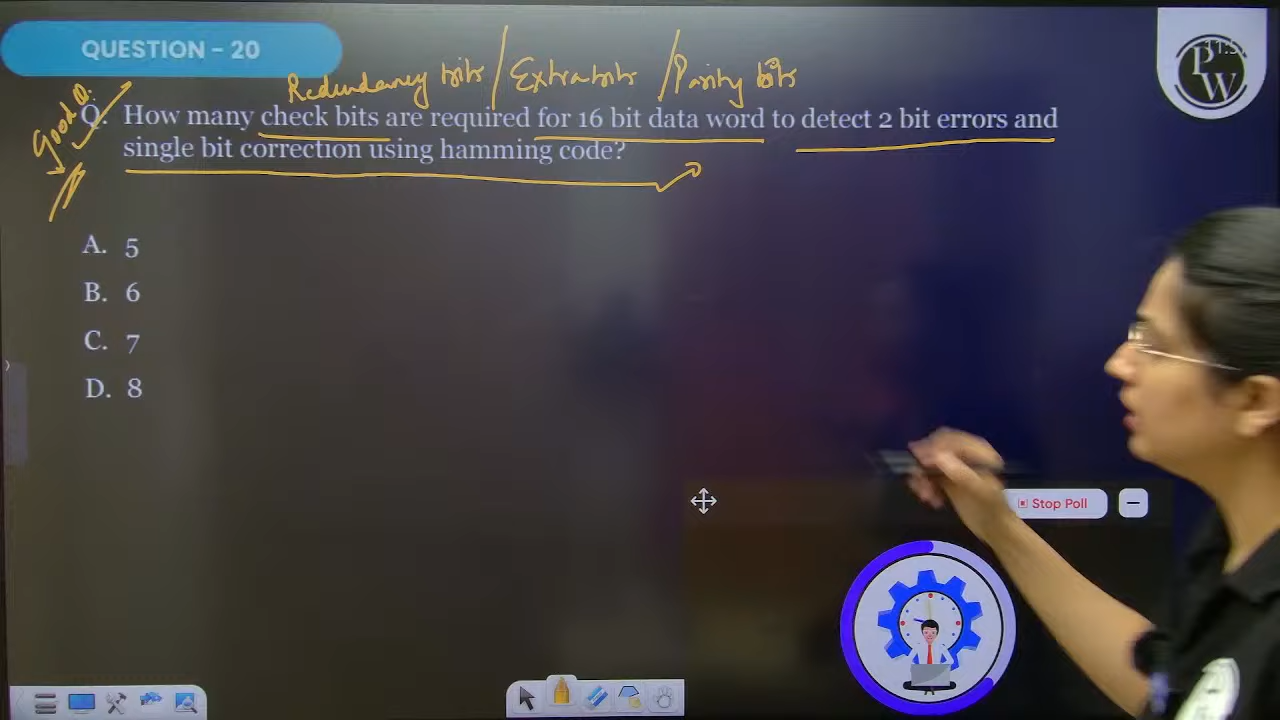 QUESTION - 20
PW
Redundancy bits / Extra bits / Parity bits
Good Q.
Q. How many check bits are required for 16 bit data word to detect 2 bit errors and
single bit correction using hamming code?
A. 5
B. 6
C. 7
D. 8
Stop Poll